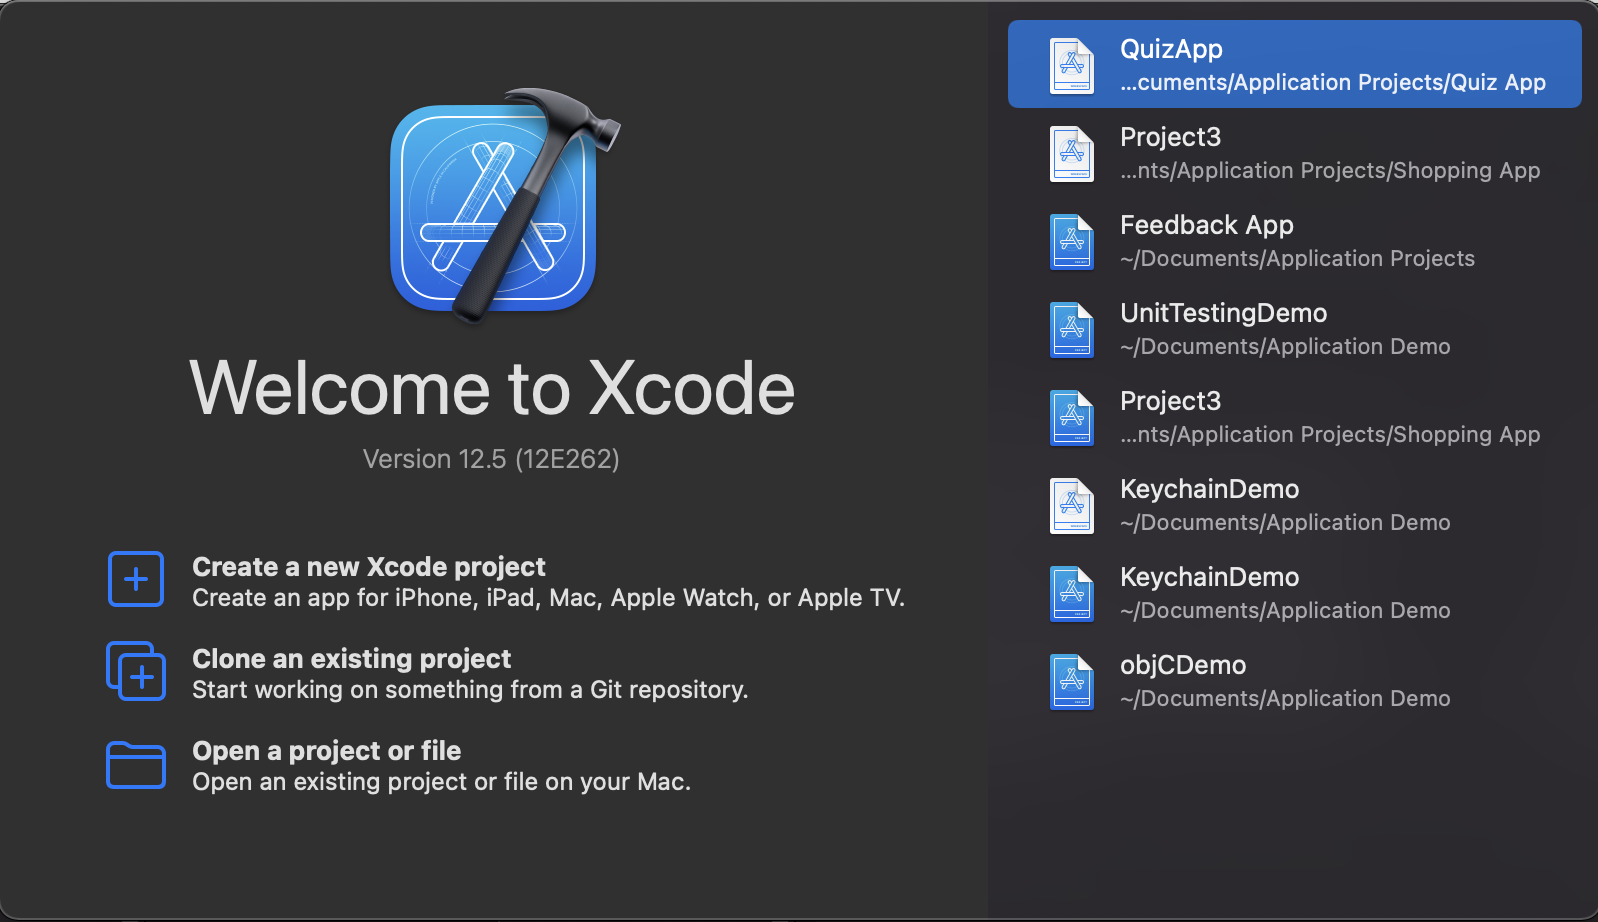 Welcome to Xcode
Version 12.5 (12E262)
Create a new Xcode project
Create an app for iPhone, iPad, Mac, Apple Watch, or Apple TV.
Clone an existing project
Start working on something from a Git repository.
Open a project or file
Open an existing project or file on your Mac.
QuizApp
...cuments/Application Projects/Quiz App
Project3
...nts/Application Projects/Shopping App
Feedback App
~/Documents/Application Projects
UnitTestingDemo
~/Documents/Application Demo
Project3
...nts/Application Projects/Shopping App
KeychainDemo
~/Documents/Application Demo
KeychainDemo
~/Documents/Application Demo
objCDemo
~/Documents/Application Demo